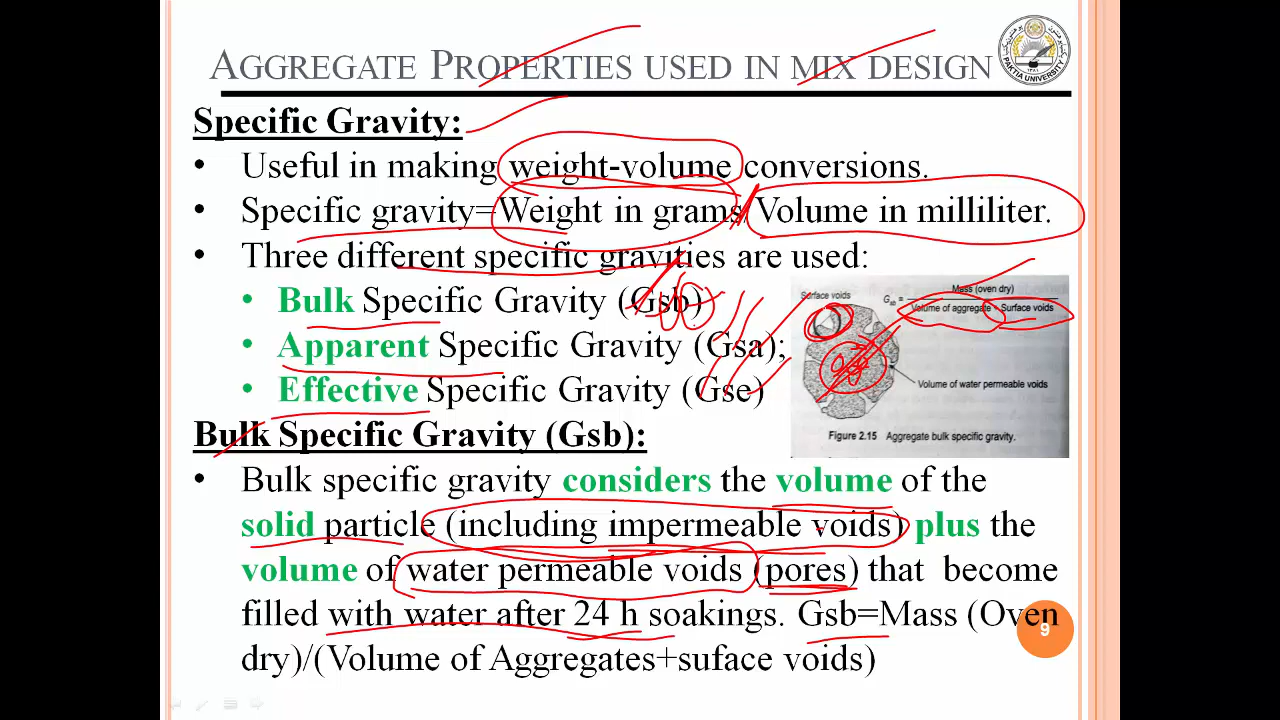 AGGREGATE PROPERTIES USED IN MIX DESIGN
PAKTIA UNIVERSITY
Specific Gravity:
• Useful in making weight-volume conversions.
• Specific gravity=Weight in grams/Volume in milliliter.
• Three different specific gravities are used:
• Bulk Specific Gravity (Gsb)
• Apparent Specific Gravity (Gsa);
• Effective Specific Gravity (Gse)
Surface voids
Gsb = Mass (oven dry)
Volume of aggregate + Surface voids
Volume of water permeable voids
Figure 2.15 Aggregate bulk specific gravity.
Bulk Specific Gravity (Gsb):
• Bulk specific gravity considers the volume of the
solid particle (including impermeable voids) plus the
volume of water permeable voids (pores) that become
filled with water after 24 h soakings. Gsb=Mass (Oven
dry)/(Volume of Aggregates+suface voids)
9